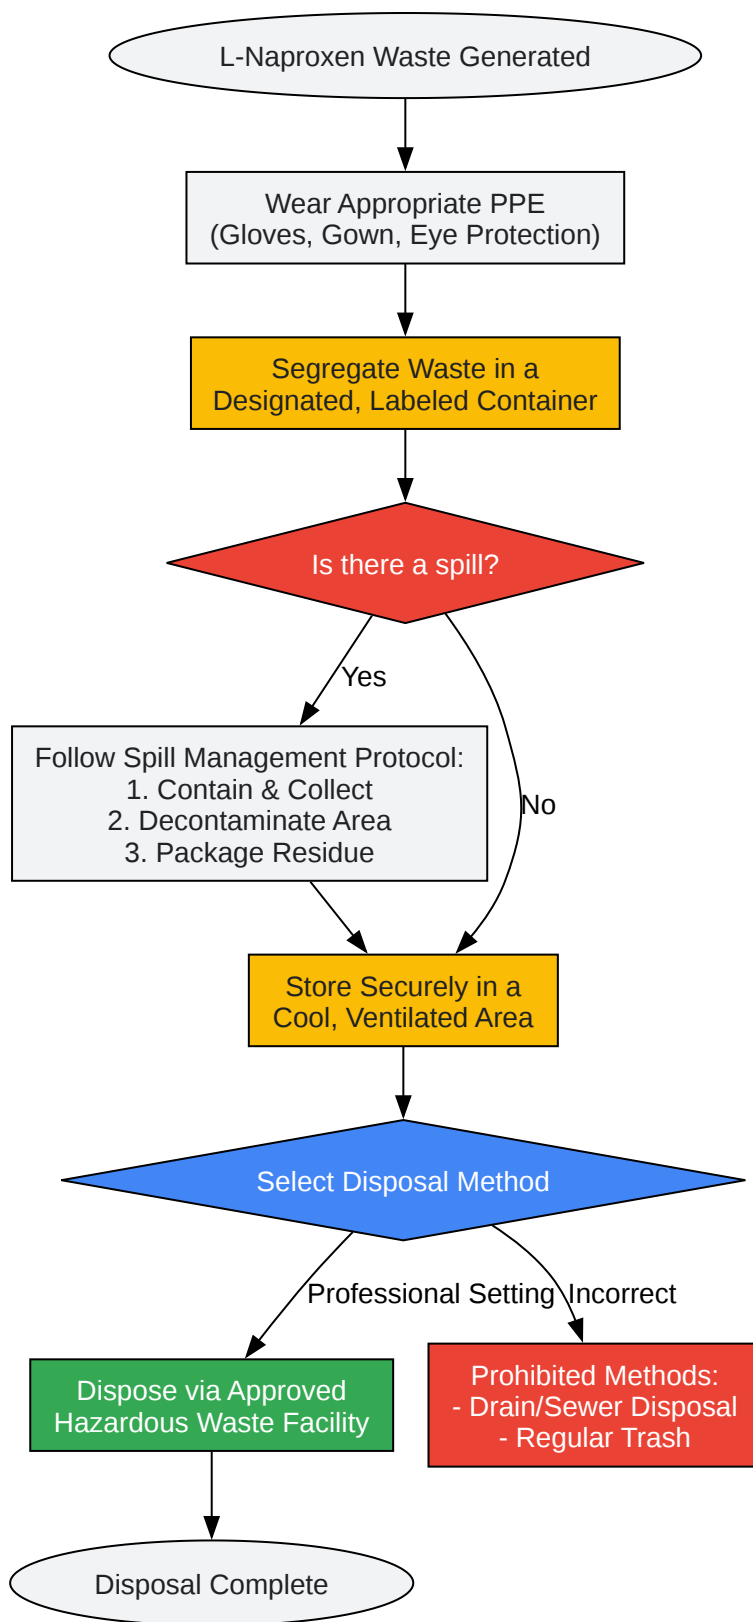 L-Naproxen Waste Generated
Wear Appropriate PPE
(Gloves, Gown, Eye Protection)
Segregate Waste in a
Designated, Labeled Container
Is there a spill?
Yes
Follow Spill Management Protocol:
1. Contain & Collect
2. Decontaminate Area
3. Package Residue
No
Store Securely in a
Cool, Ventilated Area
Select Disposal Method
Professional Setting
Incorrect
Dispose via Approved
Hazardous Waste Facility
Prohibited Methods:
- Drain/Sewer Disposal
- Regular Trash
Disposal Complete